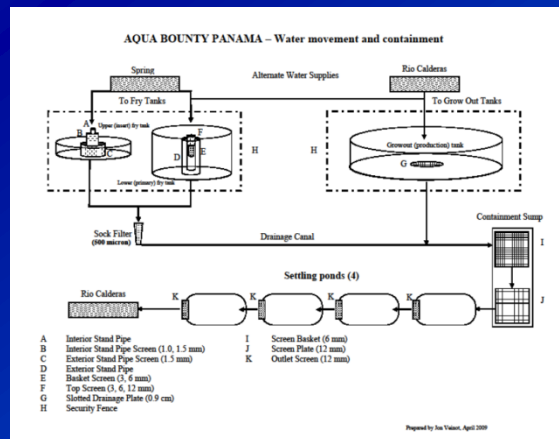 AQUA BOUNTY PANAMA – Water movement and containment
Spring
Alternate Water Supplies
Rio Calderas
To Fry Tanks
To Grow Out Tanks
A
Upper (insert) fry tank
B
C
F
E
D
H
H
Growout (production) tank
G
Lower (primary) fry tank
Containment Sump
Sock Filter
(500 micron)
Drainage Canal
I
Settling ponds (4)
Rio Calderas
K
K
K
K
J
A Interior Stand Pipe
B Interior Stand Pipe Screen (1.0, 1.5 mm)
C Exterior Stand Pipe Screen (1.5 mm)
D Exterior Stand Pipe
E Basket Screen (3, 6 mm)
F Top Screen (3, 6, 12 mm)
G Slotted Drainage Plate (0.9 cm)
H Security Fence
I Screen Basket (6 mm)
J Screen Plate (12 mm)
K Outlet Screen (12 mm)
Prepared by Jon Vainot, April 2009